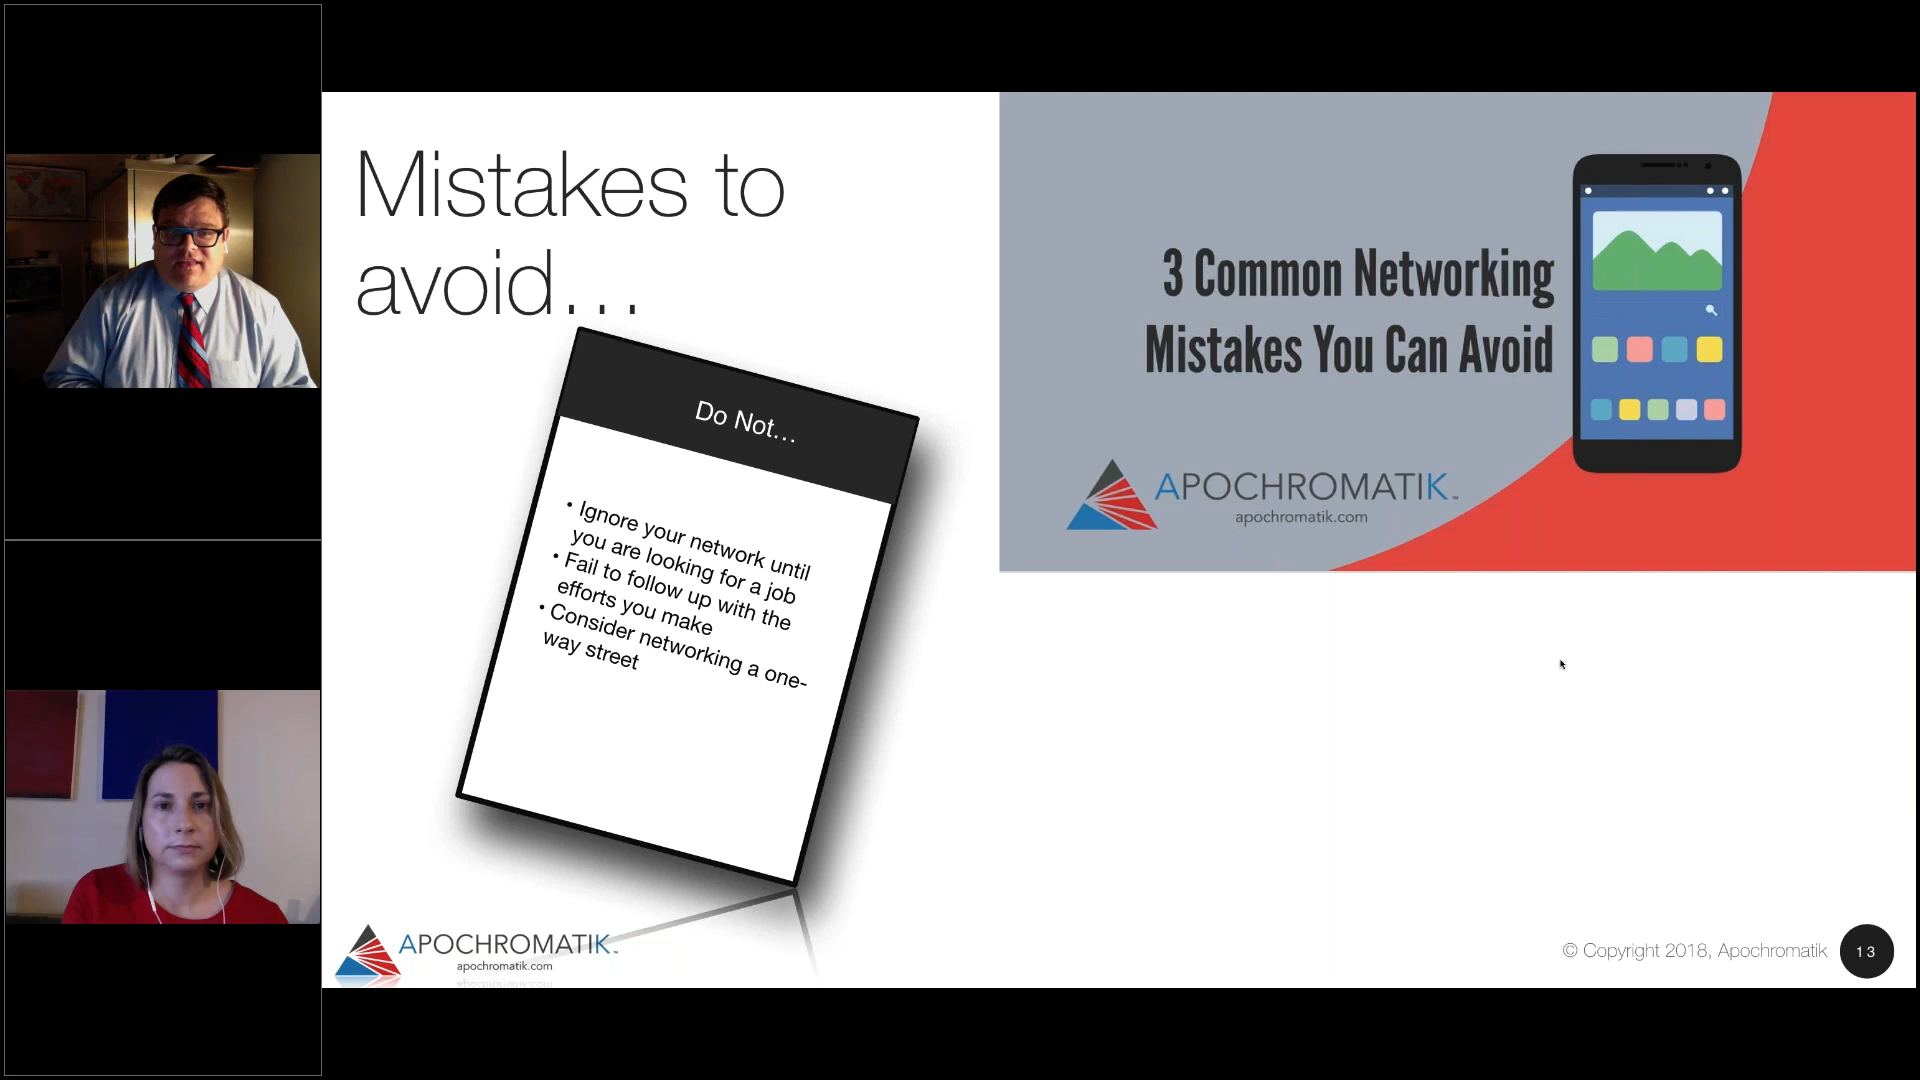 Mistakes to
avoid…
Do Not…
• Ignore your network until
you are looking for a job
• Fail to follow up with the
efforts you make
• Consider networking a one-
way street
3 Common Networking
Mistakes You Can Avoid
APOCHROMATIK™
apochromatik.com
APOCHROMATIK™
apochromatik.com
© Copyright 2018, Apochromatik
13